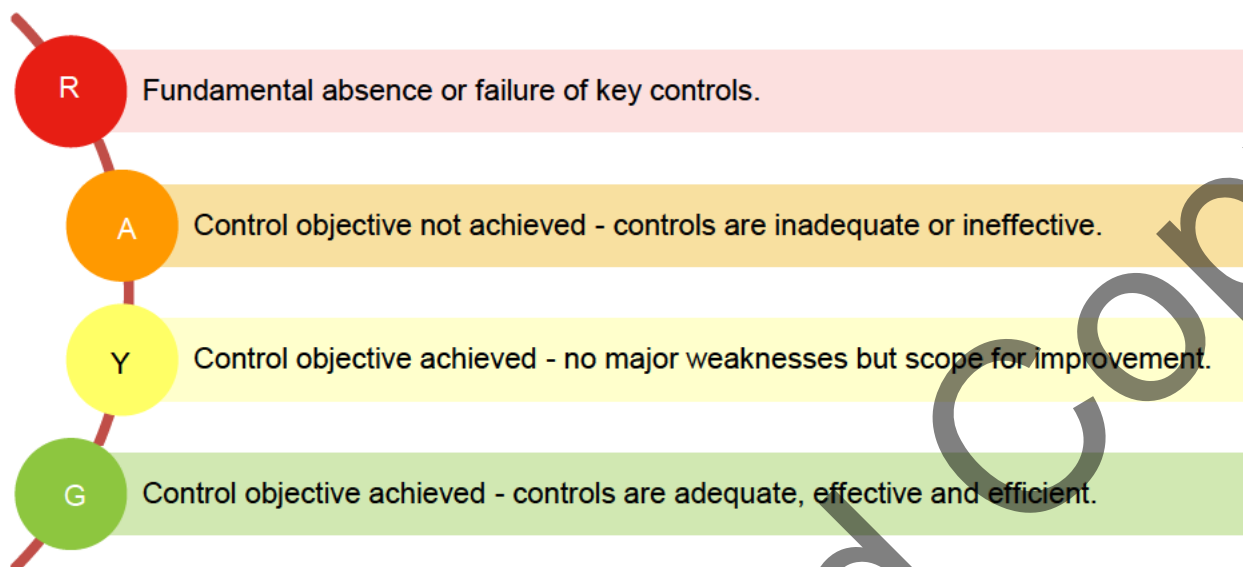 R
Fundamental absence or failure of key controls.
A
Control objective not achieved - controls are inadequate or ineffective.
Y
Control objective achieved - no major weaknesses but scope for improvement.
G
Control objective achieved - controls are adequate, effective and efficient.